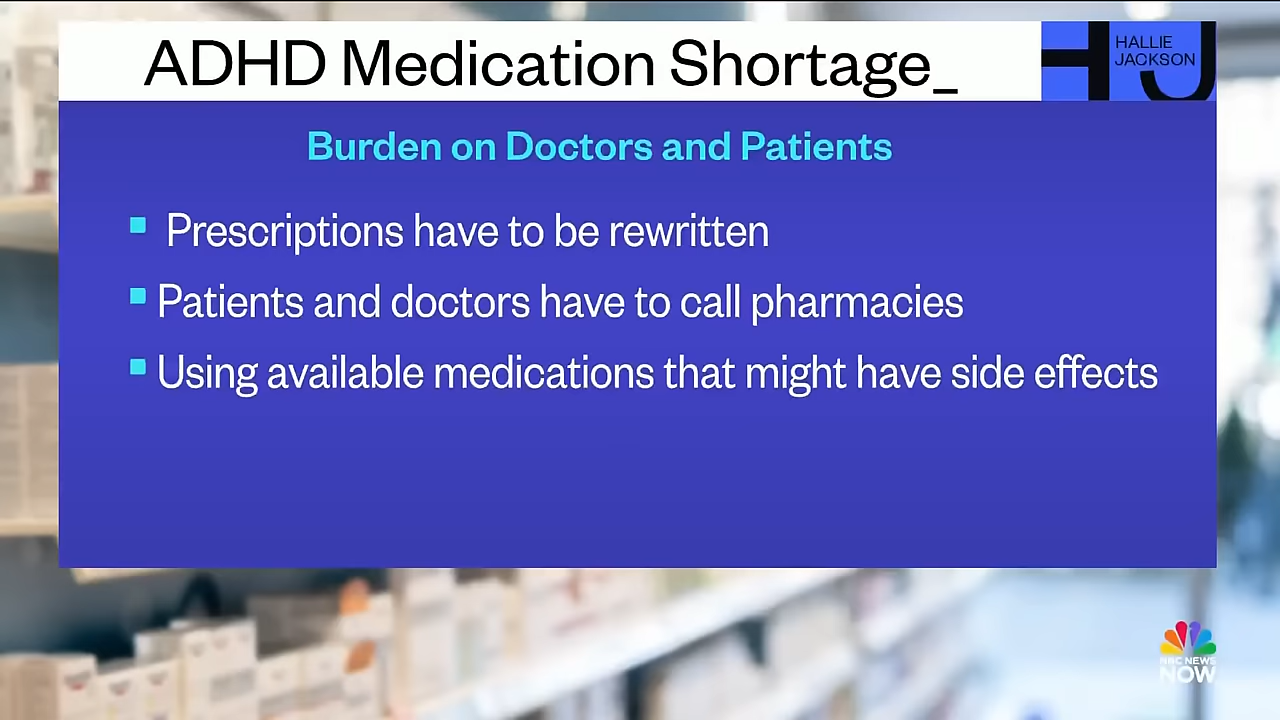 ADHD Medication Shortage_
HALLIE
JACKSON
Burden on Doctors and Patients
Prescriptions have to be rewritten
Patients and doctors have to call pharmacies
Using available medications that might have side effects
NBC NEWS
NOW